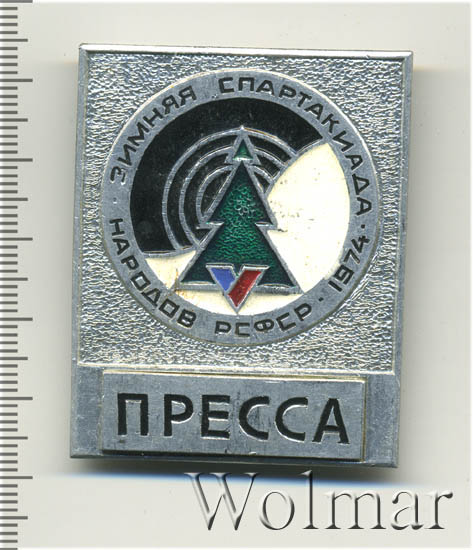 ЗИМНЯЯ СПАРТАКИАДА
НАРОДОВ РСФСР · 1974 ·
ПРЕССА
Wolmar